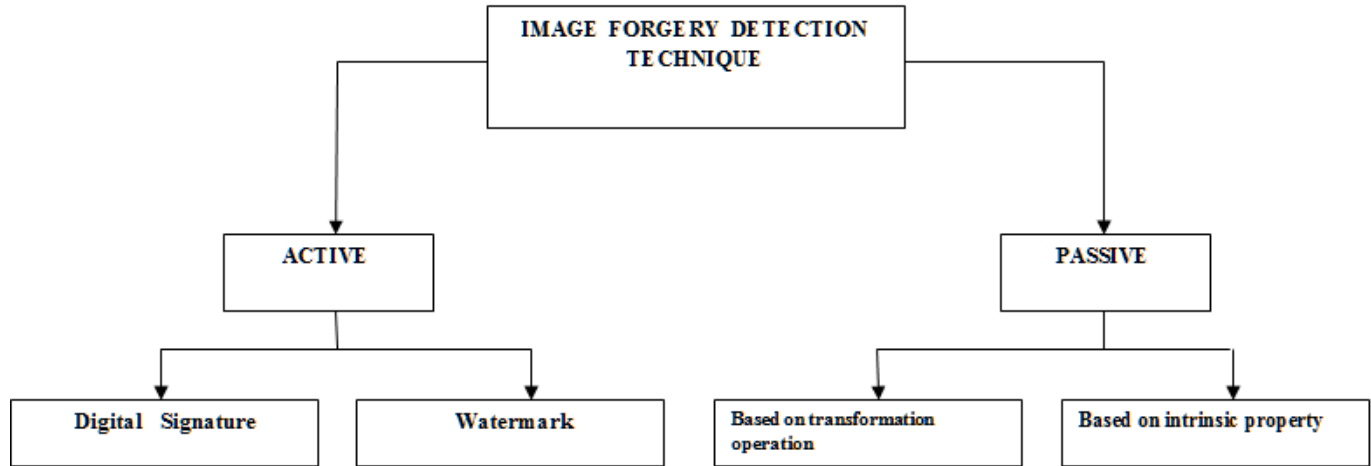 IMAGE FORGERY DETECTION
TECHNIQUE
ACTIVE
PASSIVE
Digital Signature
Watermark
Based on transformation
operation
Based on intrinsic property